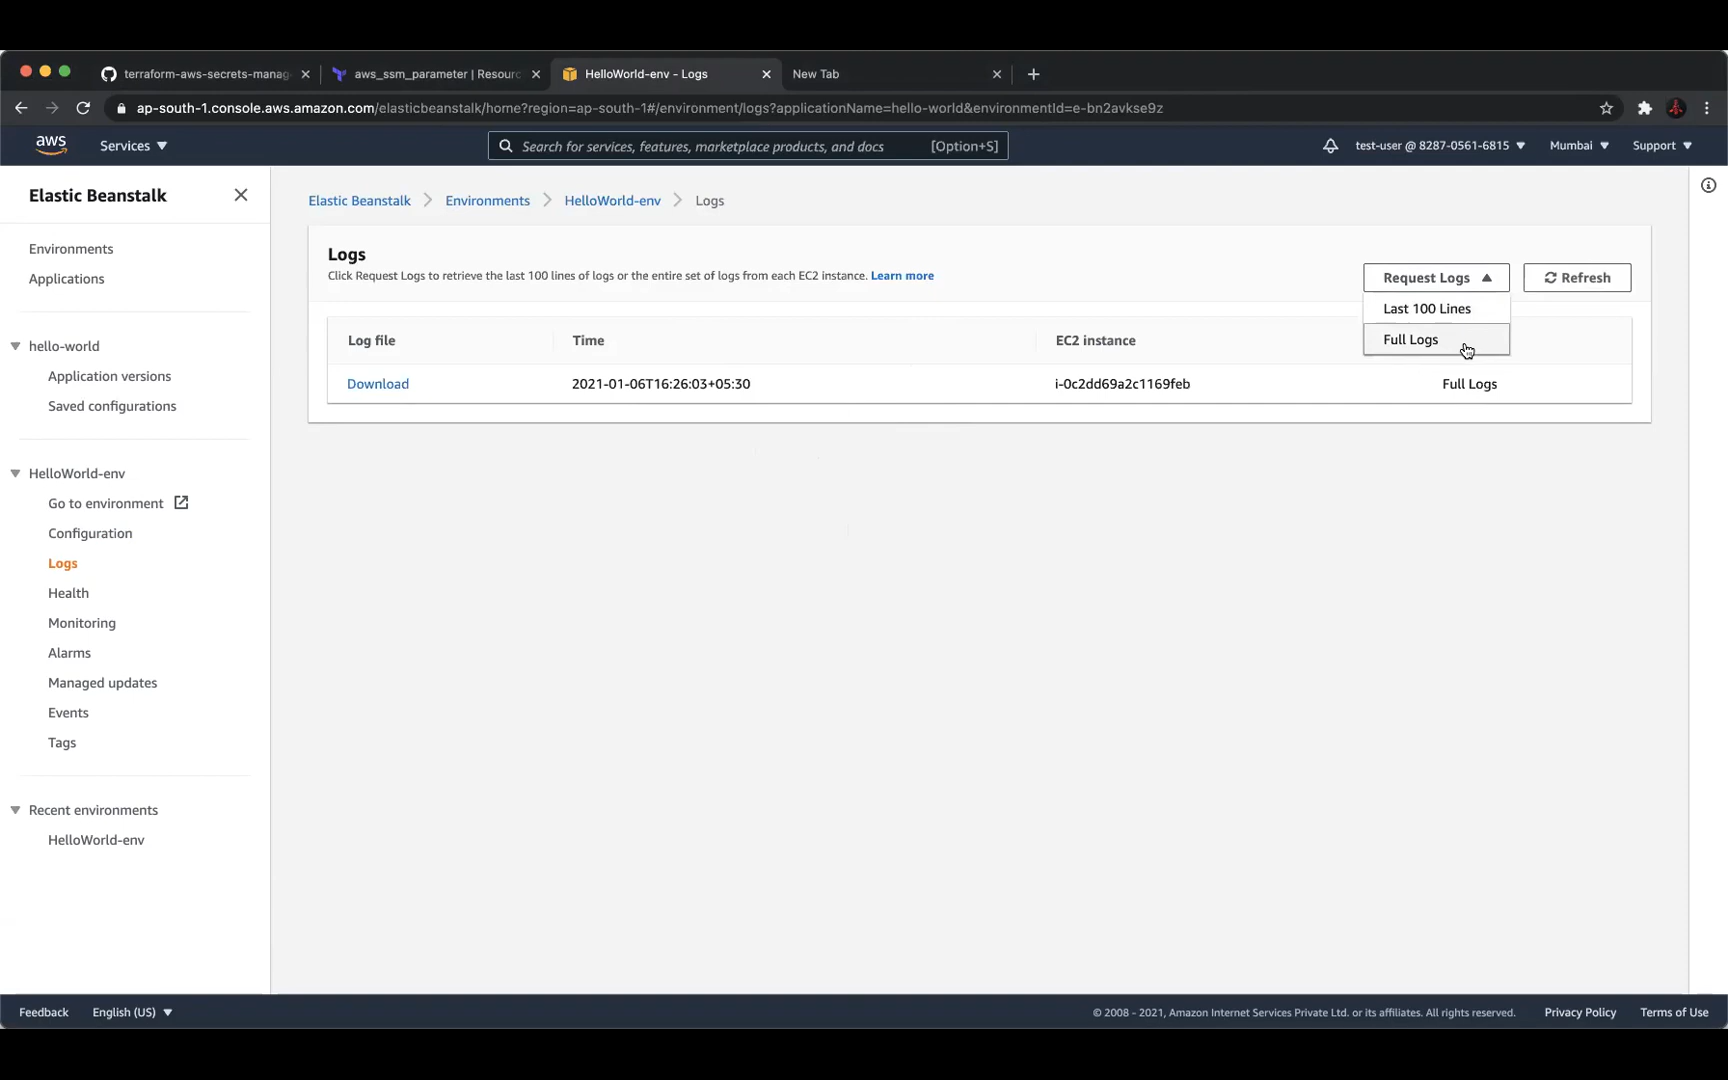 terraform-aws-secrets-manag
aws_ssm_parameter | Resourc
HelloWorld-env - Logs
New Tab
ap-south-1.console.aws.amazon.com/elasticbeanstalk/home?region=ap-south-1#/environment/logs?applicationName=hello-world&environmentId=e-bn2avkse9z
aws
Services
Search for services, features, marketplace products, and docs
[Option+S]
test-user @ 8287-0561-6815
Mumbai
Support
Elastic Beanstalk
Environments
Applications
hello-world
Application versions
Saved configurations
HelloWorld-env
Go to environment
Configuration
Logs
Health
Monitoring
Alarms
Managed updates
Events
Tags
Recent environments
HelloWorld-env
Elastic Beanstalk
Environments
HelloWorld-env
Logs
Logs
Click Request Logs to retrieve the last 100 lines of logs or the entire set of logs from each EC2 instance. Learn more
Request Logs
Refresh
Last 100 Lines
Full Logs
Log file
Time
EC2 instance
Download
2021-01-06T16:26:03+05:30
i-0c2dd69a2c1169feb
Full Logs
Feedback
English (US)
© 2008 - 2021, Amazon Internet Services Private Ltd. or its affiliates. All rights reserved.
Privacy Policy
Terms of Use